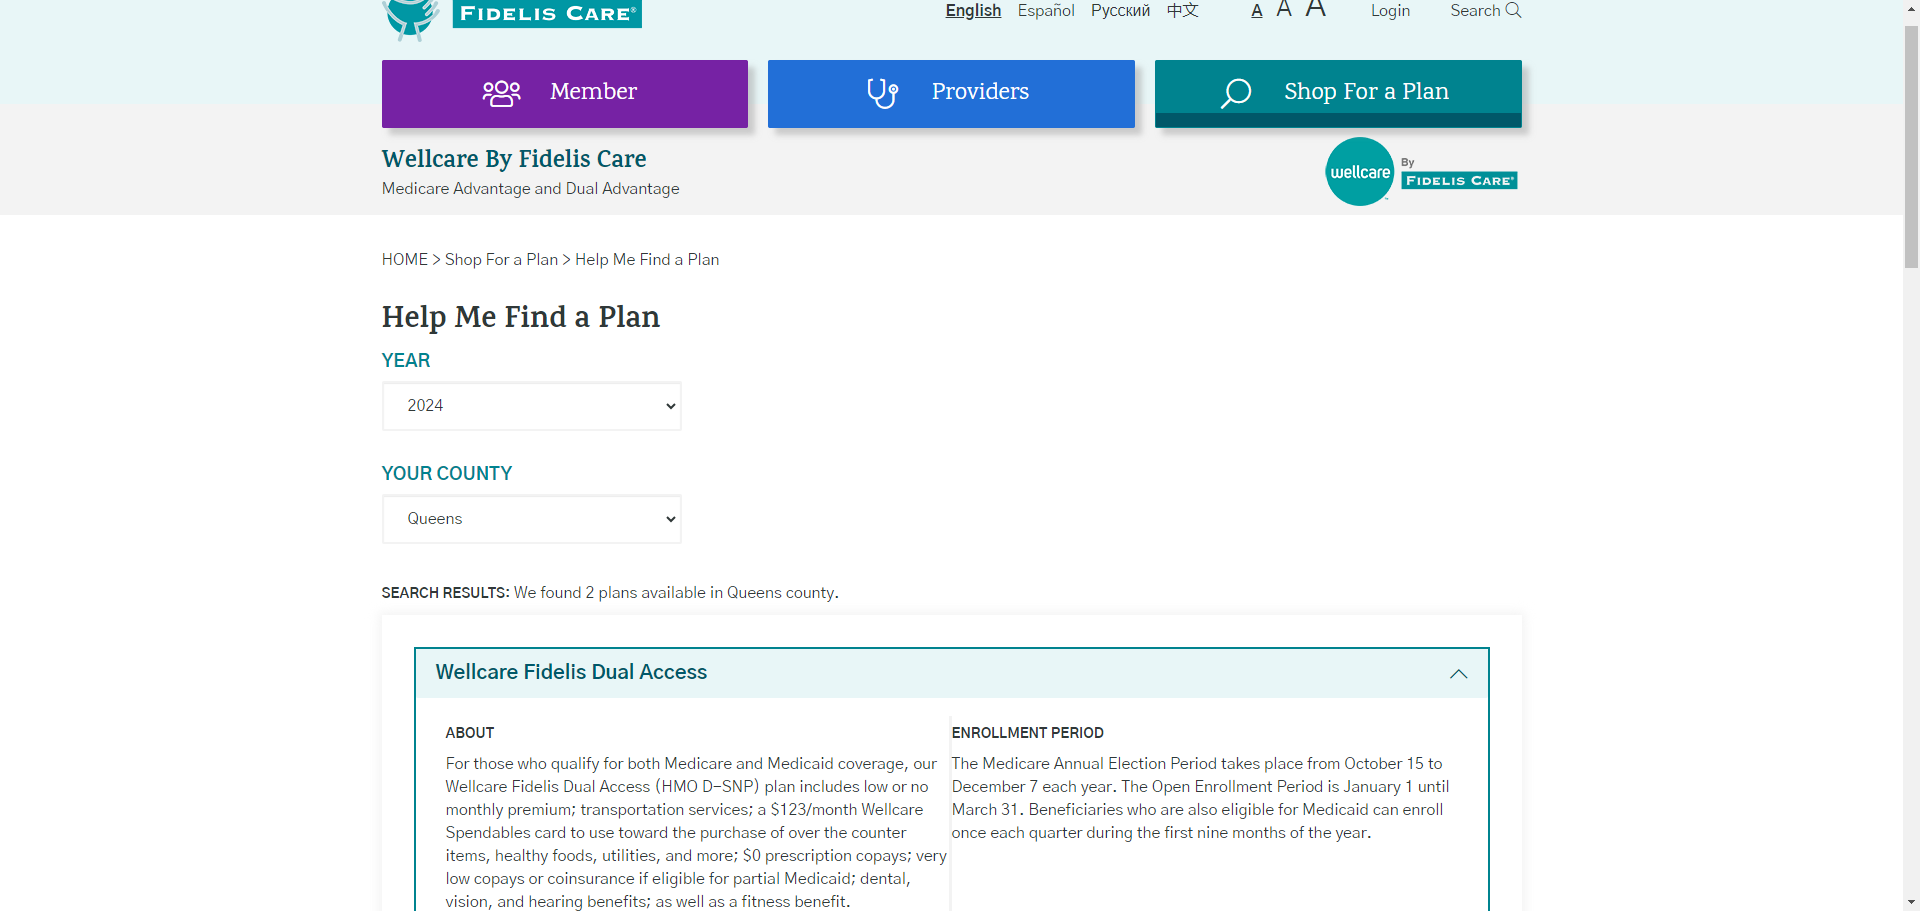 FIDELIS CARE®
English Español Русский 中文 A A A Login Search
Member
Providers
Shop For a Plan
Wellcare By Fidelis Care
Medicare Advantage and Dual Advantage
wellcare By
FIDELIS CARE®
HOME > Shop For a Plan > Help Me Find a Plan
Help Me Find a Plan
YEAR
2024
YOUR COUNTY
Queens
SEARCH RESULTS: We found 2 plans available in Queens county.
Wellcare Fidelis Dual Access
ABOUT
For those who qualify for both Medicare and Medicaid coverage, our
Wellcare Fidelis Dual Access (HMO D-SNP) plan includes low or no
monthly premium; transportation services; a $123/month Wellcare
Spendables card to use toward the purchase of over the counter
items, healthy foods, utilities, and more; $0 prescription copays; very
low copays or coinsurance if eligible for partial Medicaid; dental,
vision, and hearing benefits; as well as a fitness benefit.
ENROLLMENT PERIOD
The Medicare Annual Election Period takes place from October 15 to
December 7 each year. The Open Enrollment Period is January 1 until
March 31. Beneficiaries who are also eligible for Medicaid can enroll
once each quarter during the first nine months of the year.